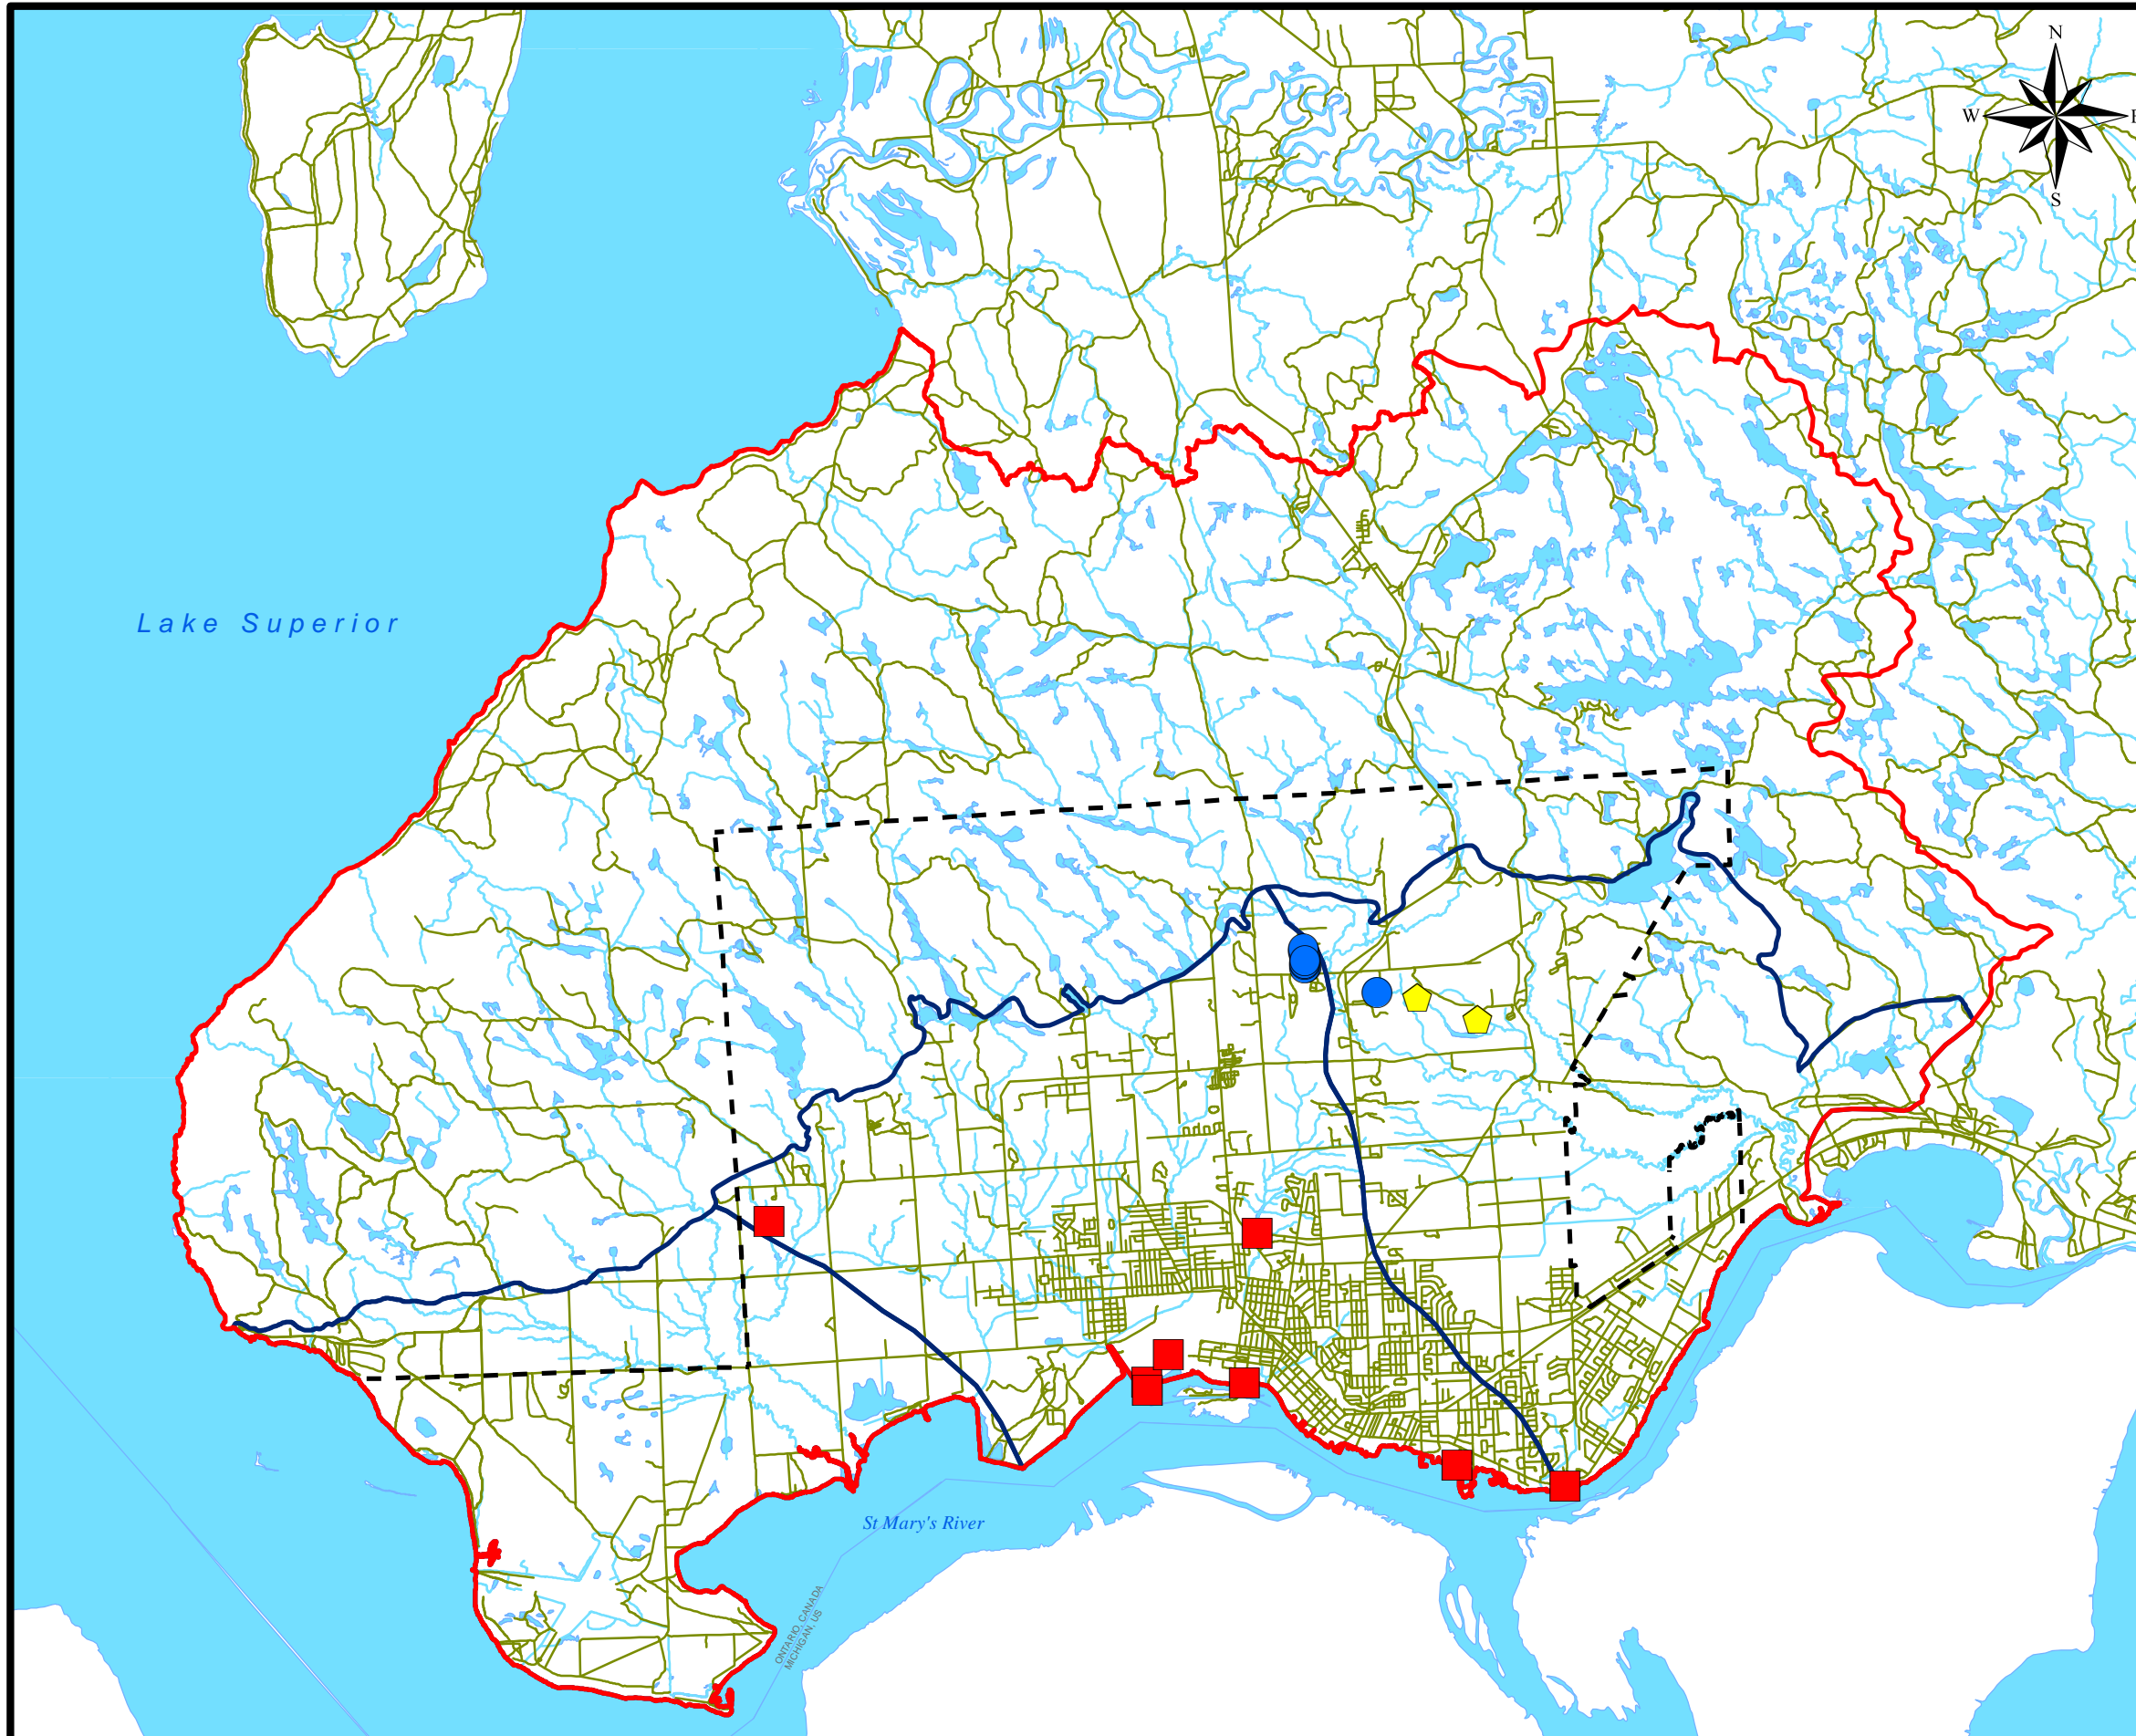 N
W
E
S
Lake Superior
St Mary's River
ONTARIO, CANADA
MICHIGAN, US